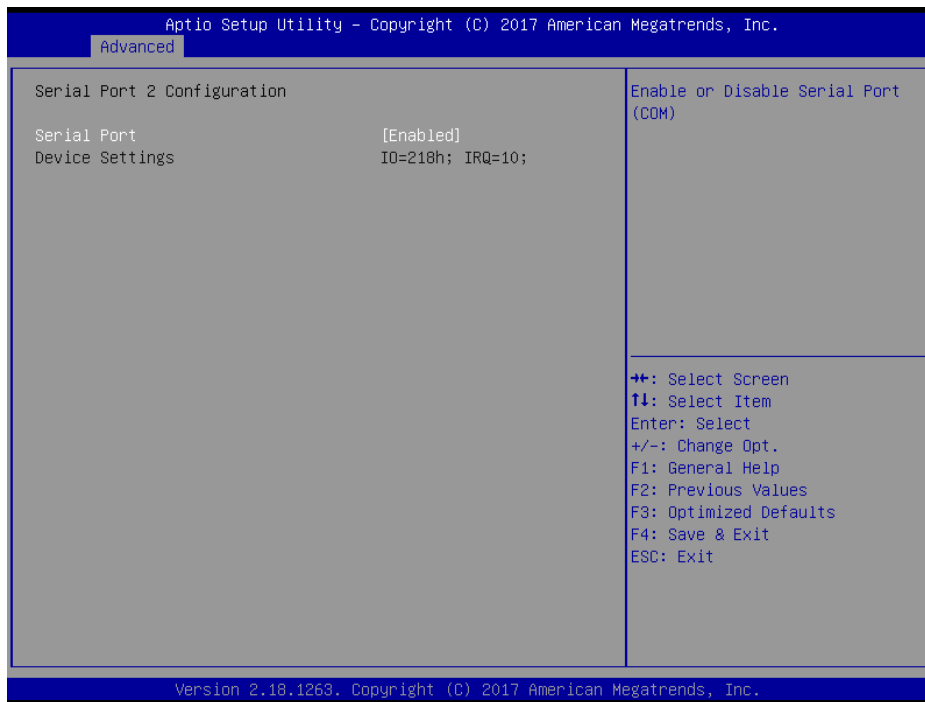 Aptio Setup Utility – Copyright (C) 2017 American Megatrends, Inc.
Advanced
Serial Port 2 Configuration
Serial Port [Enabled]
Device Settings IO=218h; IRQ=10;
Enable or Disable Serial Port
(COM)
→←: Select Screen
↑↓: Select Item
Enter: Select
+/-: Change Opt.
F1: General Help
F2: Previous Values
F3: Optimized Defaults
F4: Save & Exit
ESC: Exit
Version 2.18.1263. Copyright (C) 2017 American Megatrends, Inc.